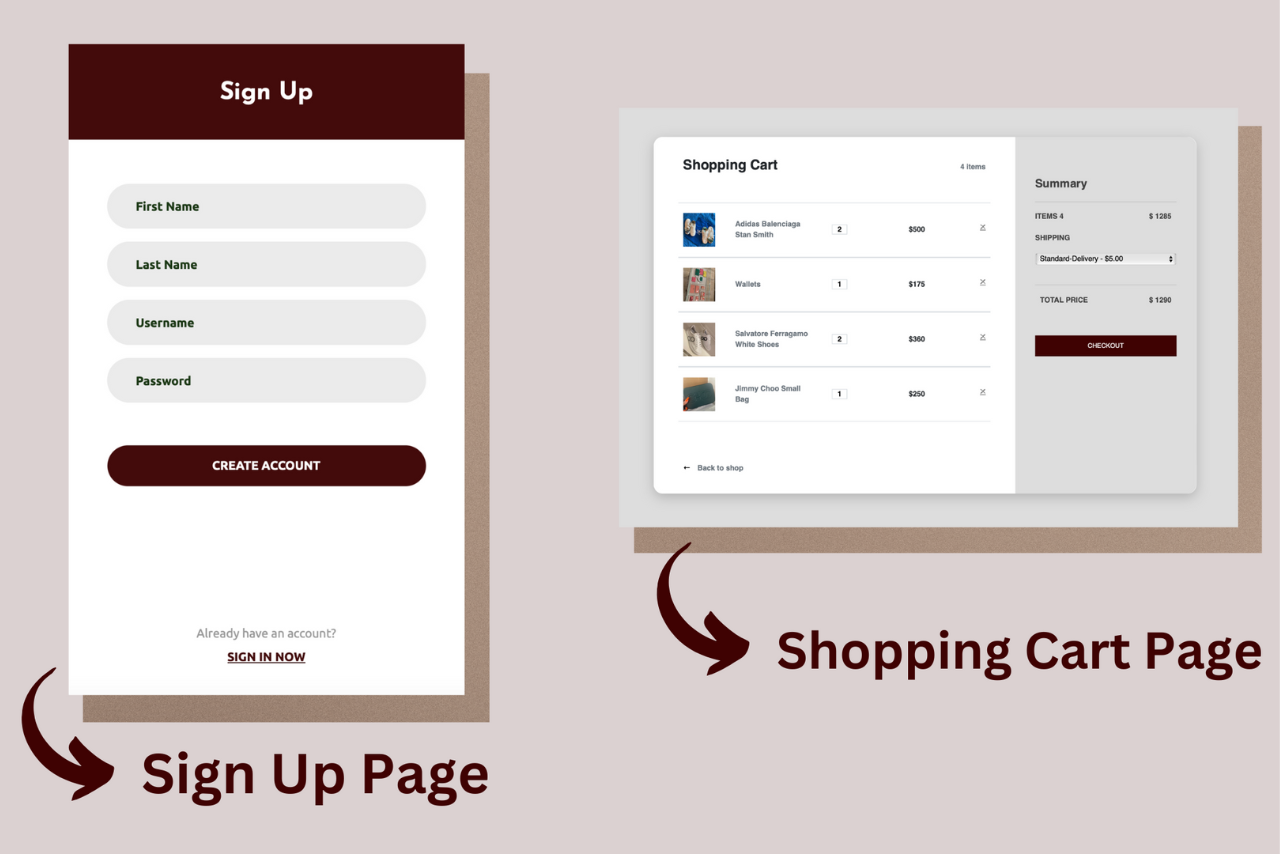 Sign Up
First Name
Last Name
Username
Password
CREATE ACCOUNT
Already have an account?
SIGN IN NOW
Sign Up Page
Shopping Cart
4 items
Adidas Balenciaga
Stan Smith
2
$500
Wallets
1
$175
Salvatore Ferragamo
White Shoes
2
$360
Jimmy Choo Small
Bag
1
$250
← Back to shop
Summary
ITEMS 4
$ 1285
SHIPPING
Standard-Delivery - $5.00
TOTAL PRICE
$ 1290
CHECKOUT
Shopping Cart Page